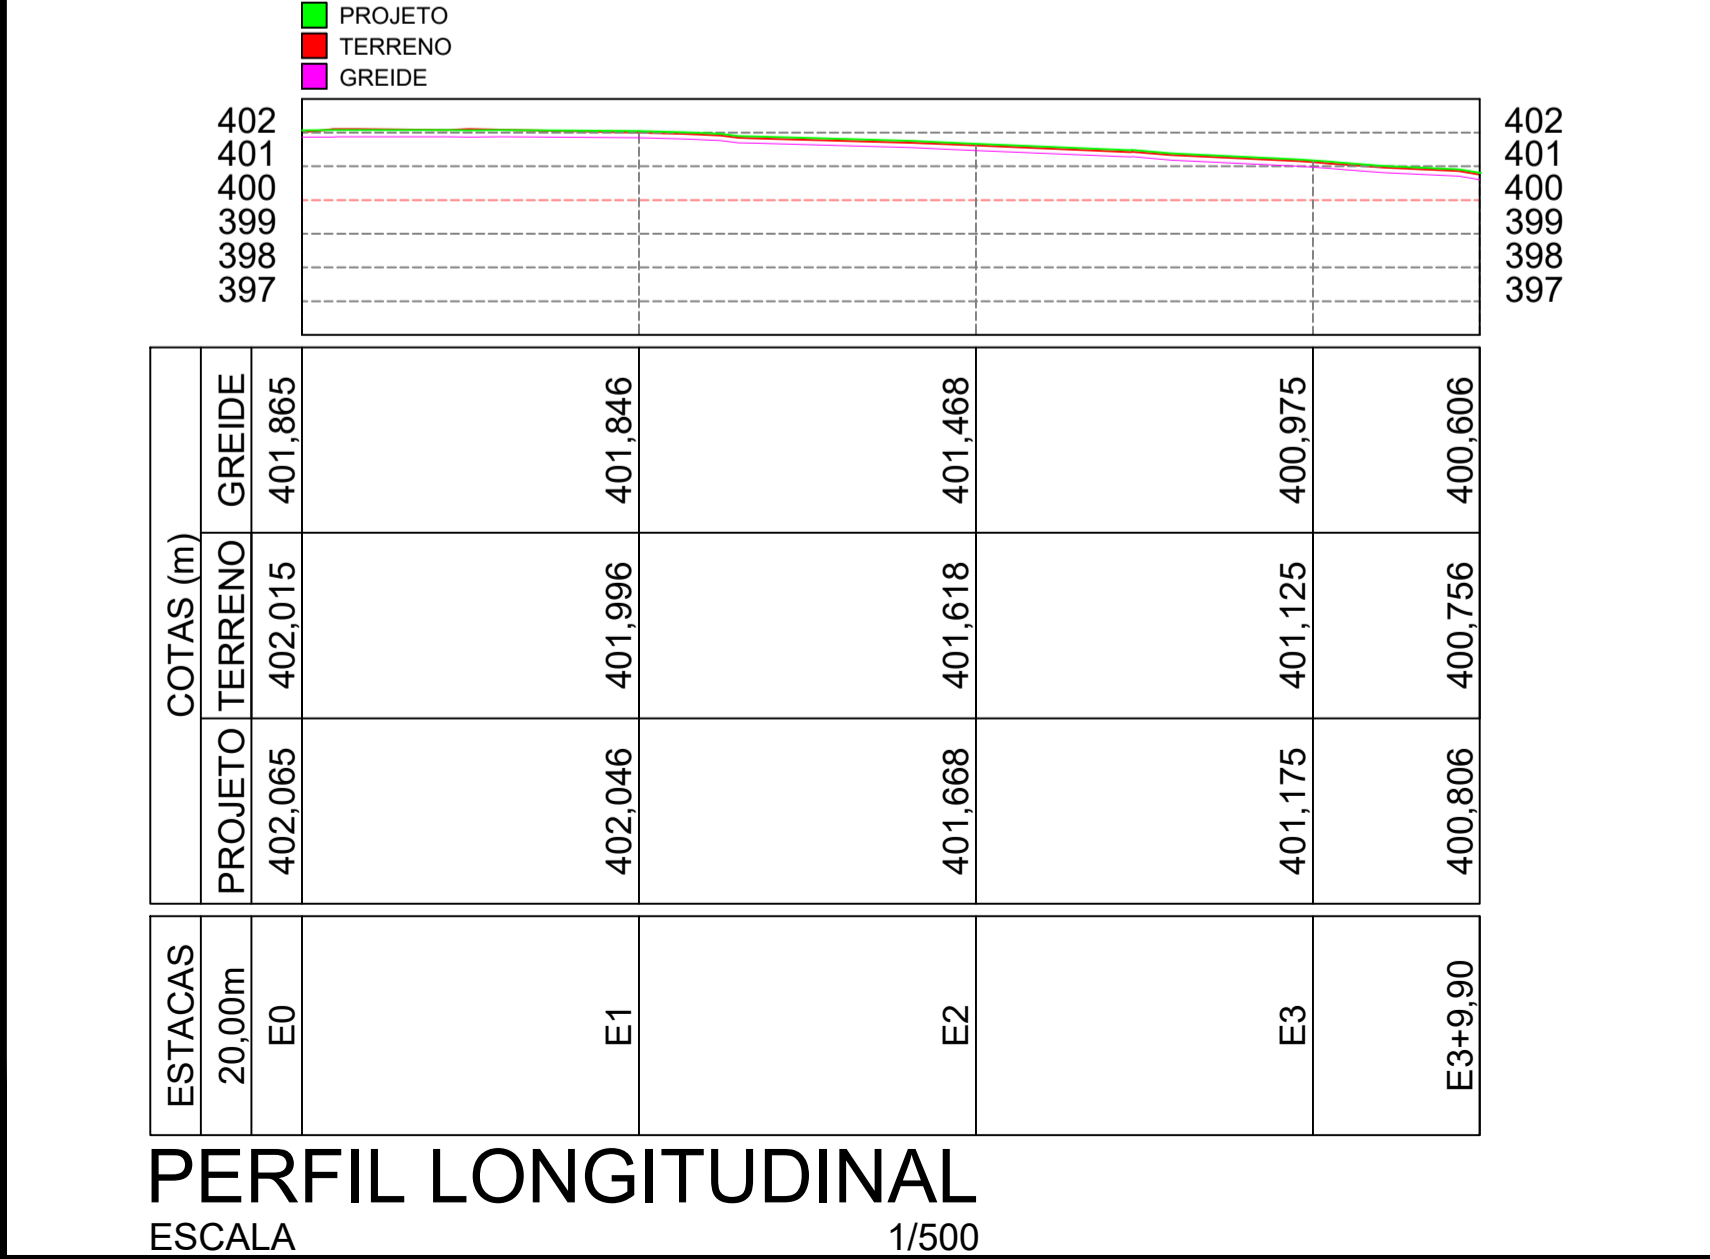 PROJETO
TERRENO
GREIDE
402 402
401 401
400 400
399 399
398 398
397 397
COTAS (m)
GREIDE 401,865 401,846 401,468 400,975 400,606
TERRENO 402,015 401,996 401,618 401,125 400,756
PROJETO 402,065 402,046 401,668 401,175 400,806
ESTACAS
20,00m E0 E1 E2 E3 E3+9,90
PERFIL LONGITUDINAL
ESCALA 1/500